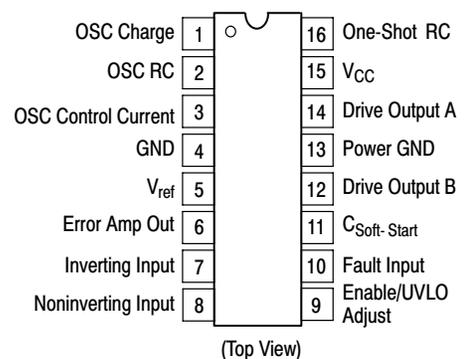 OSC Charge 1 16 One-Shot RC
OSC RC 2 15 VCC
OSC Control Current 3 14 Drive Output A
GND 4 13 Power GND
Vref 5 12 Drive Output B
Error Amp Out 6 11 CSoft-Start
Inverting Input 7 10 Fault Input
Noninverting Input 8 9 Enable/UVLO
Adjust
(Top View)